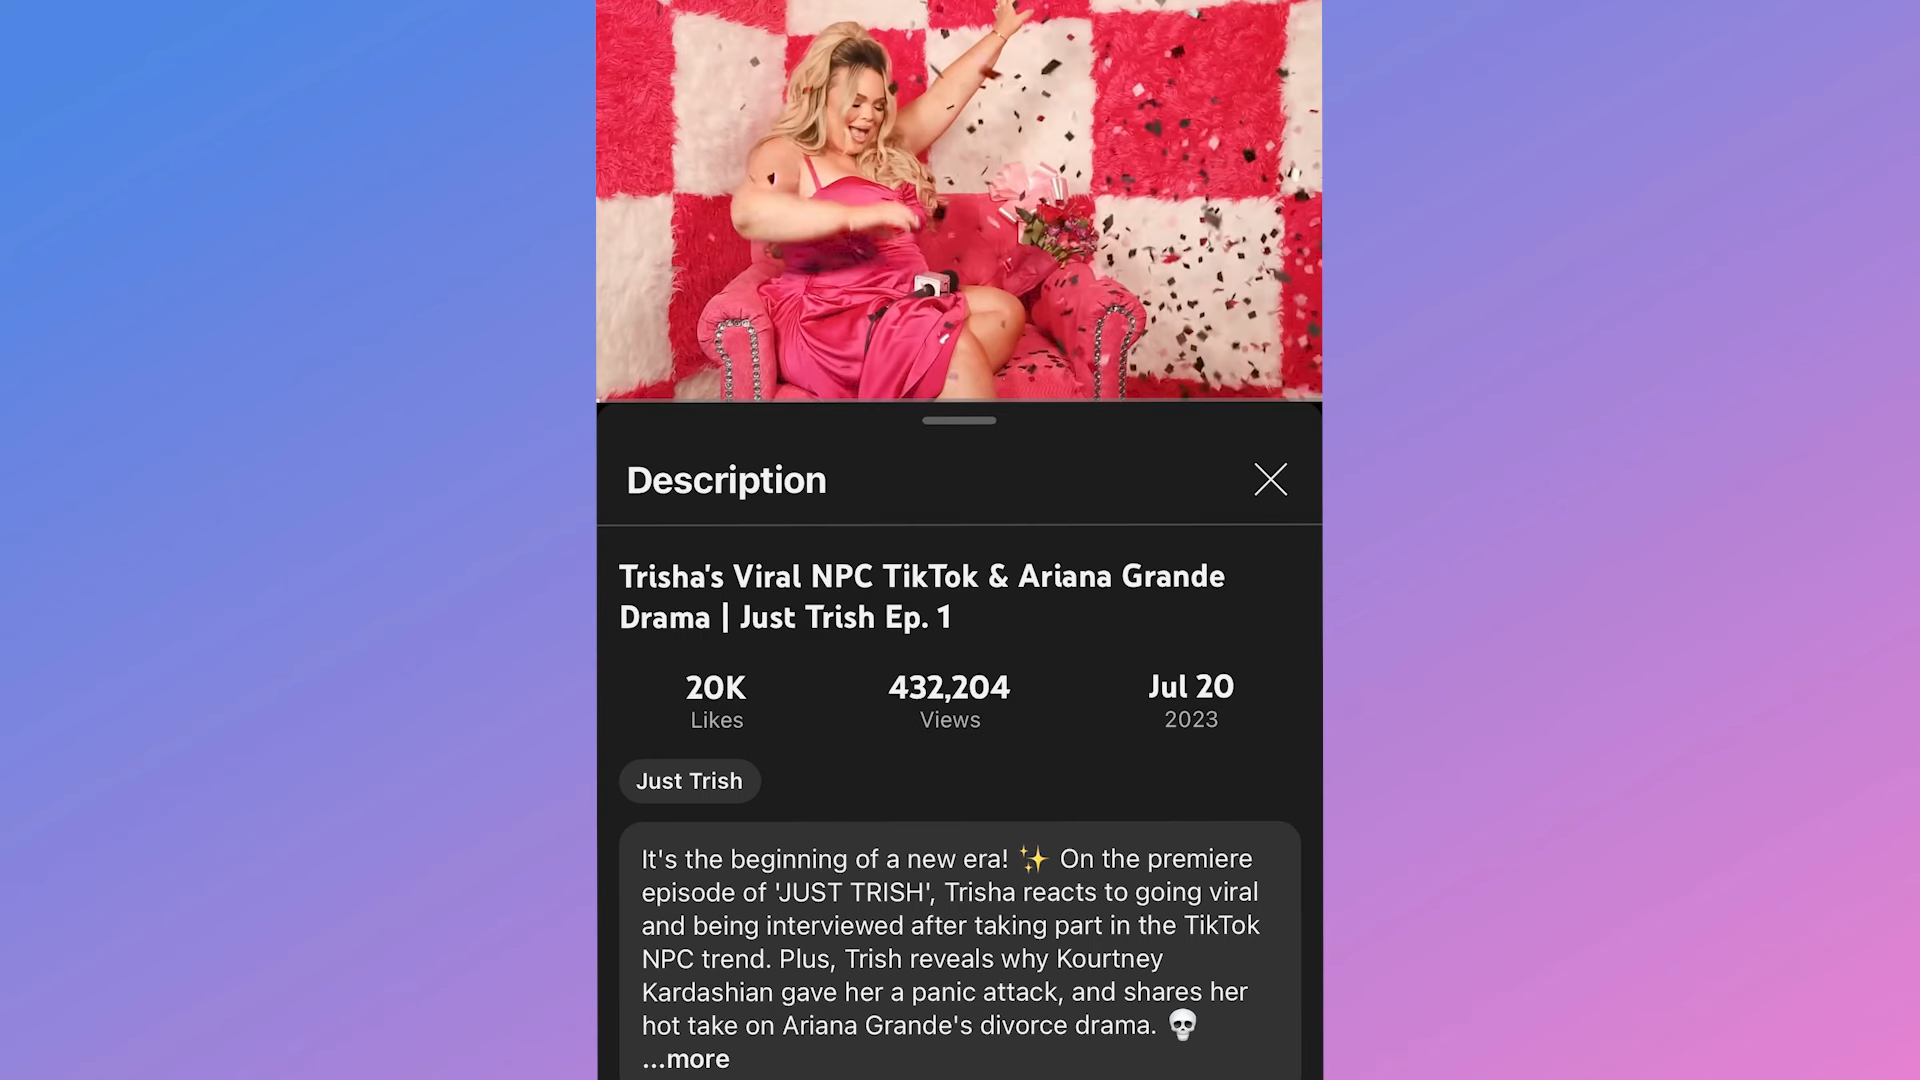 Description
Trisha's Viral NPC TikTok & Ariana Grande
Drama | Just Trish Ep. 1
20K
Likes
432,204
Views
Jul 20
2023
Just Trish
It's the beginning of a new era! ✨ On the premiere
episode of 'JUST TRISH', Trisha reacts to going viral
and being interviewed after taking part in the TikTok
NPC trend. Plus, Trish reveals why Kourtney
Kardashian gave her a panic attack, and shares her
hot take on Ariana Grande's divorce drama. 💀
...more